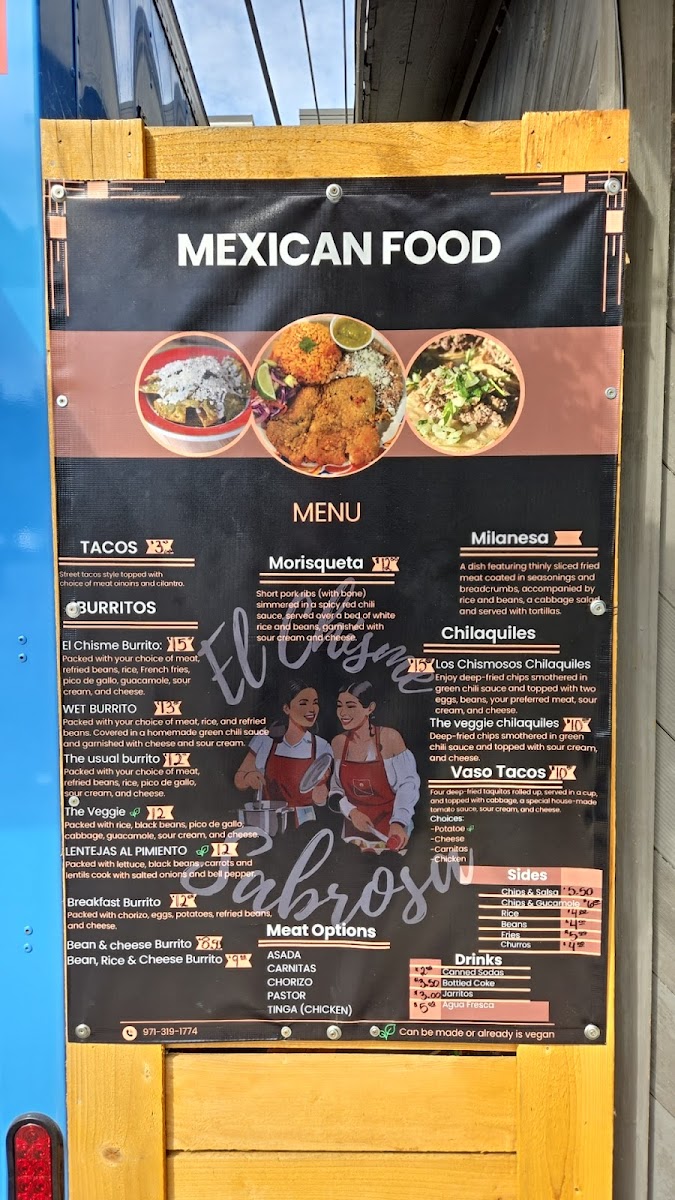 MEXICAN FOOD
MENU
TACOS
Street tacos style topped with
choice of meat oinoins and cilantro.
BURRITOS
El Chisme Burrito: 15
Packed with your choice of meat,
refried beans, rice, French fries,
pico de gallo, guacamole, sour
cream, and cheese.
WET BURRITO
Packed with your choice of meat, rice, and refried
beans. Covered in a homemade green chili sauce
and garnished with cheese and sour cream.
The usual burrito 12
Packed with your choice of meat,
refried beans, rice, pico de gallo,
sour cream, and cheese.
The Veggie 12
Packed with rice, black beans, pico de gallo,
cabbage, guacamole, sour cream, and cheese.
LENTEJAS AL PIMIENTO 12
Packed with lettuce, black beans, carrots and
lentils cook with salted onions and bell pepper.
Breakfast Burrito
Packed with chorizo, eggs, potatoes, refried beans,
and cheese.
Bean & cheese Burrito
Bean, Rice & Cheese Burrito
971-319-1774
Morisqueta
Short pork ribs (with bone)
simmered in a spicy red chili
sauce, served over a bed of white
rice and beans, garnished with
sour cream and cheese.
El Chisme
Sabroso
Meat Options
ASADA
CARNITAS
CHORIZO
PASTOR
TINGA (CHICKEN)
Milanesa
A dish featuring thinly sliced fried
meat coated in seasonings and
breadcrumbs, accompanied by
rice and beans, a cabbage salad
and served with tortillas.
Chilaquiles
Los Chismosos Chilaquiles
Enjoy deep-fried chips smothered in
green chili sauce and topped with two
eggs, beans, your preferred meat, sour
cream, and cheese.
The veggie chilaquiles
Deep-fried chips smothered in green
chili sauce and topped with sour cream,
and cheese.
Vaso Tacos
Four deep-fried taquitos rolled up, served in a cup,
and topped with cabbage, a special house-made
tomato sauce, sour cream, and cheese.
Choices:
-Potatoe
-Cheese
-Carnitas
-Chicken
Sides
Chips & Salsa 5.50
Chips & Gucamole
Rice
Beans
Fries
Churros
Drinks
Canned Sodas
Bottled Coke
Jarritos
Agua Fresca
Can be made or already is vegan